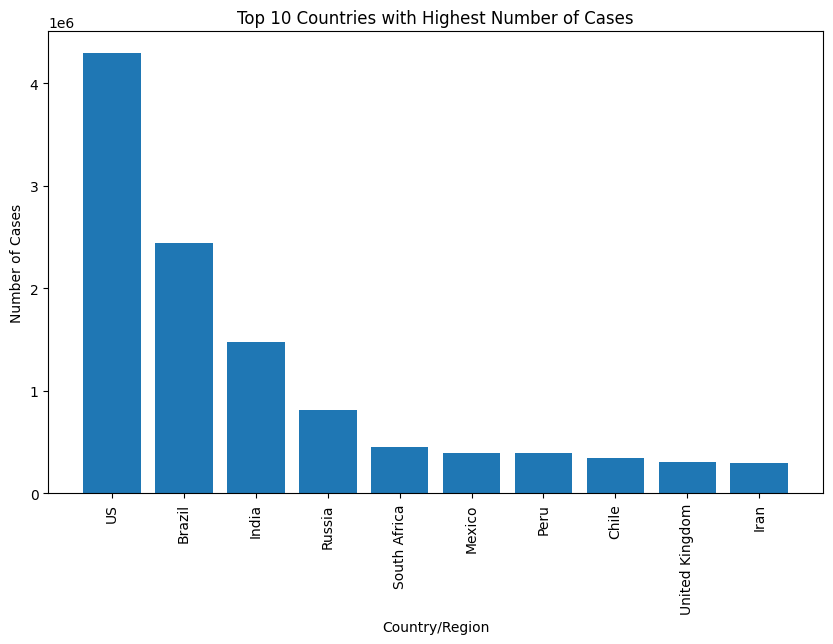 Top 10 Countries with Highest Number of Cases
1e6
4
3
2
1
0
Number of Cases
US
Brazil
India
Russia
South Africa
Mexico
Peru
Chile
United Kingdom
Iran
Country/Region